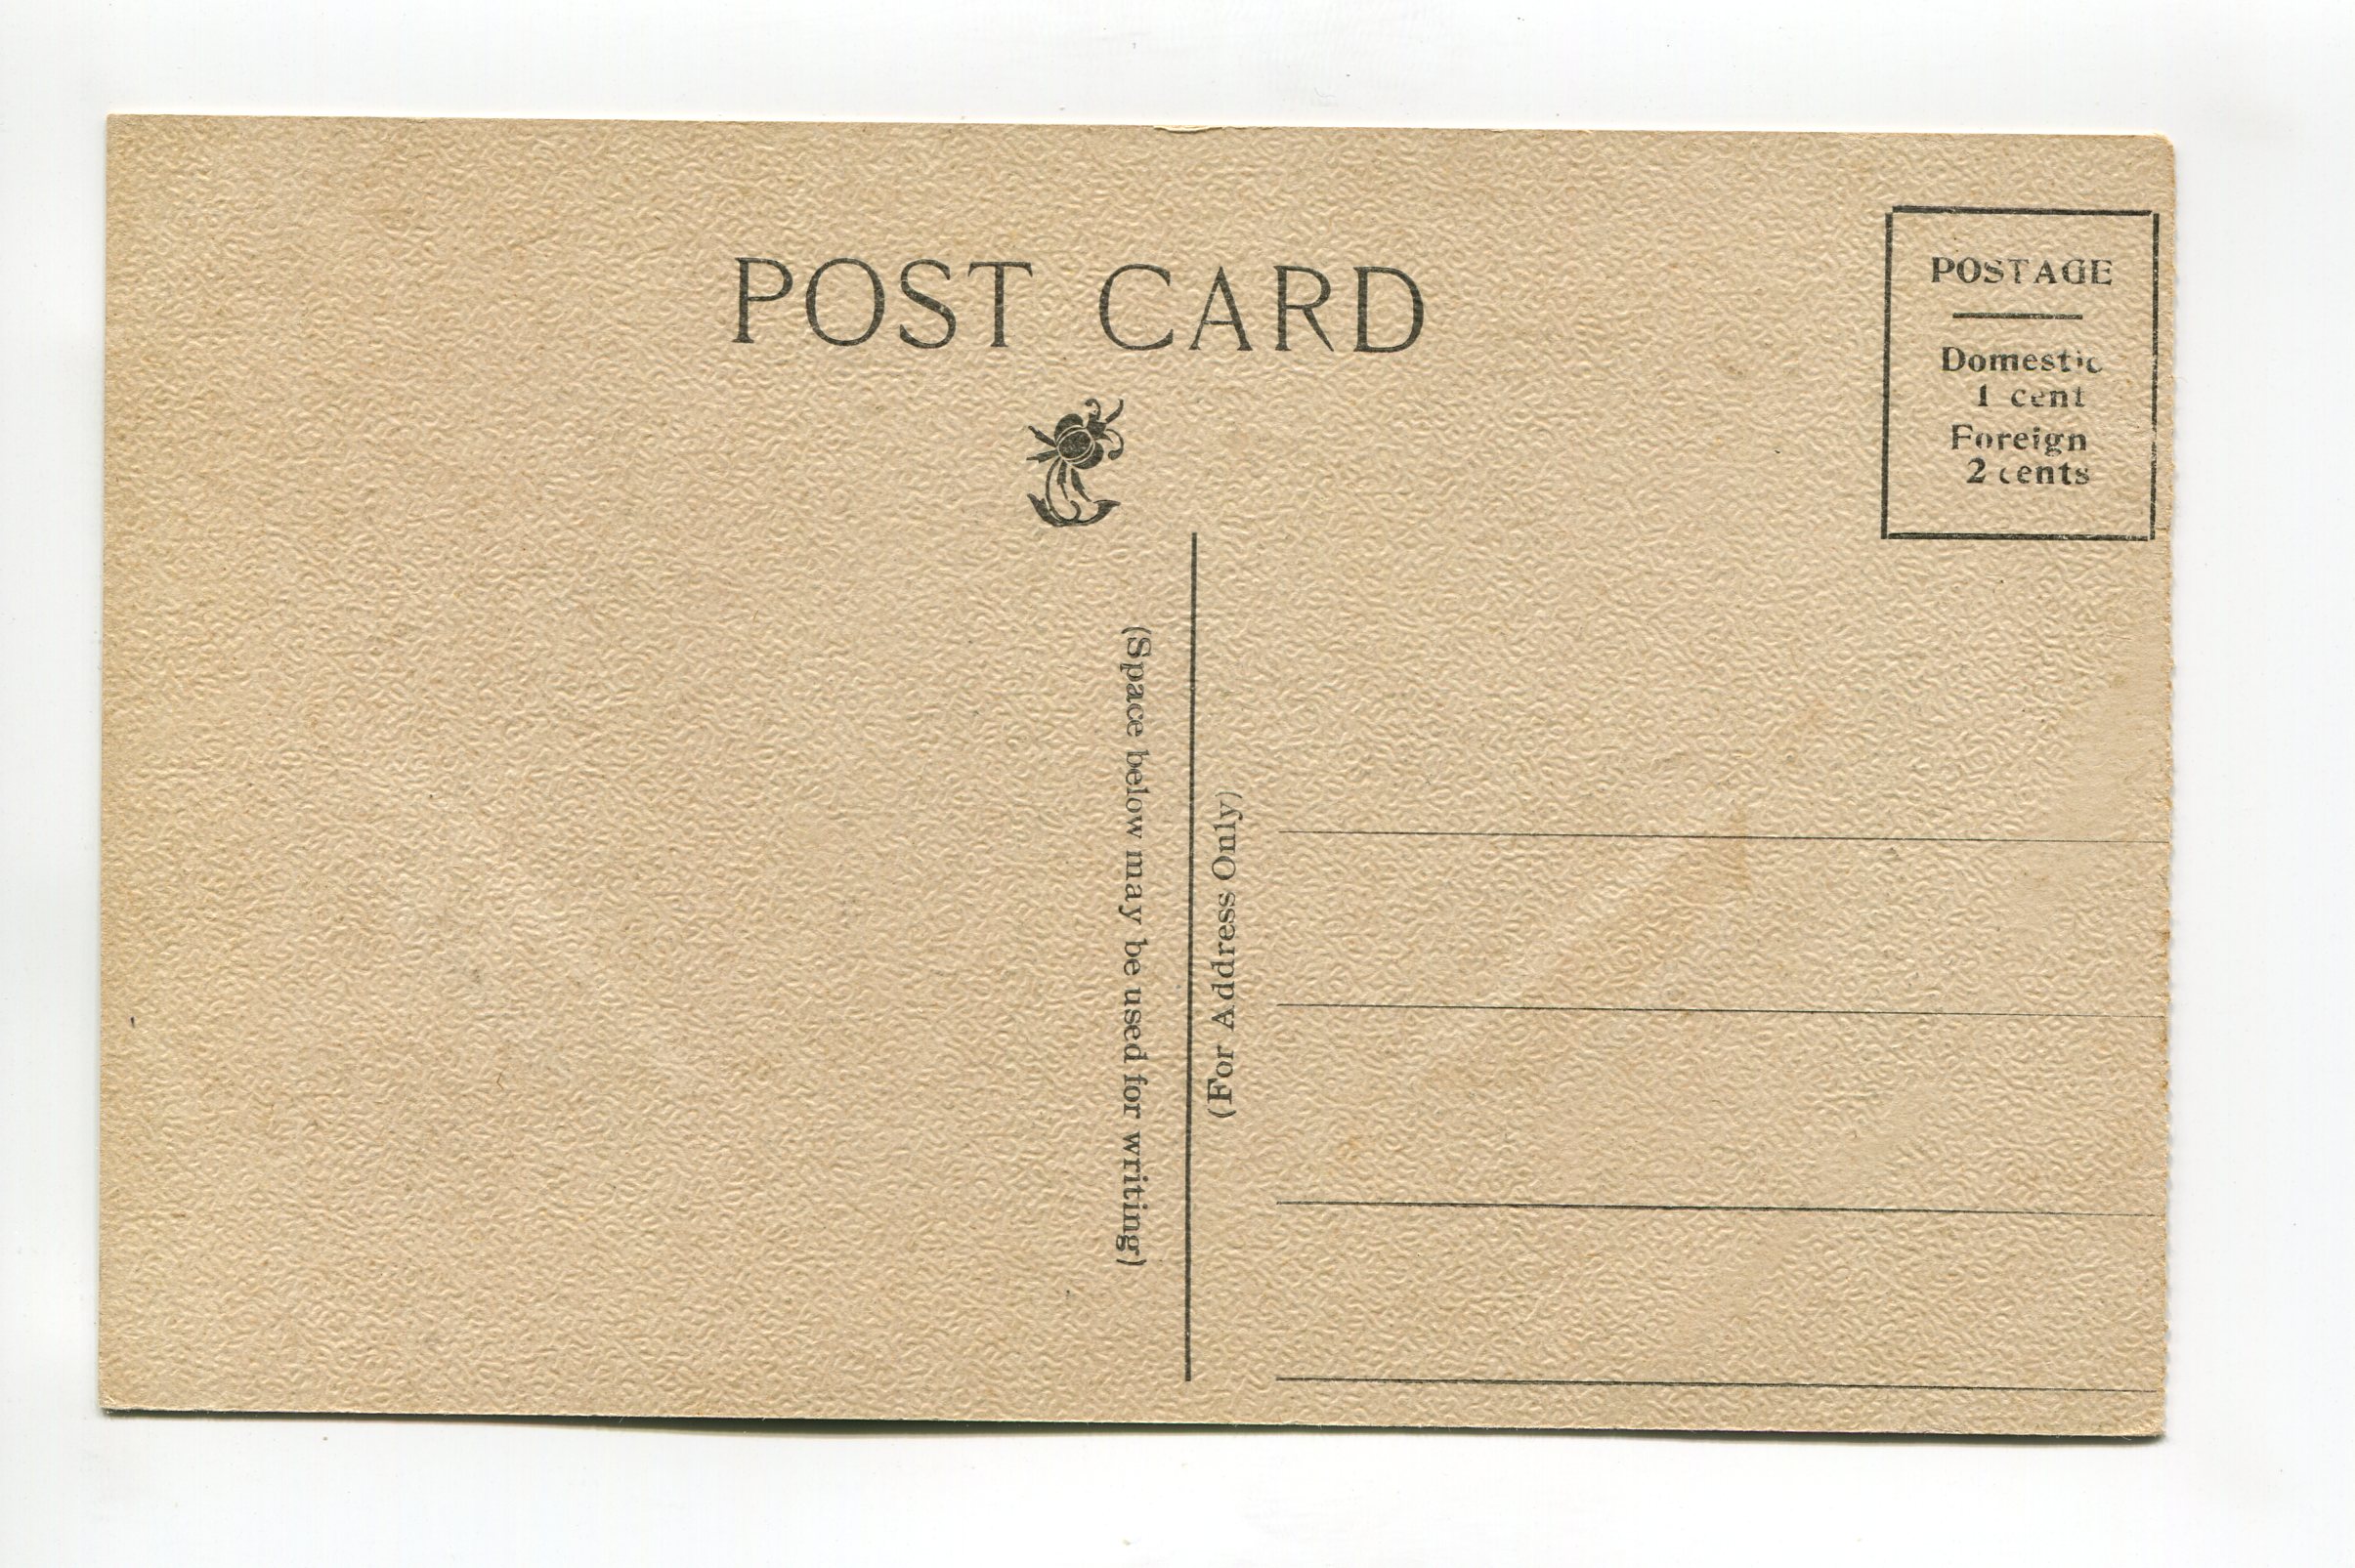 POST CARD
POSTAGE
Domestic
1 cent
Foreign
2 cents
(Space below may be used for writing)
(For Address Only)